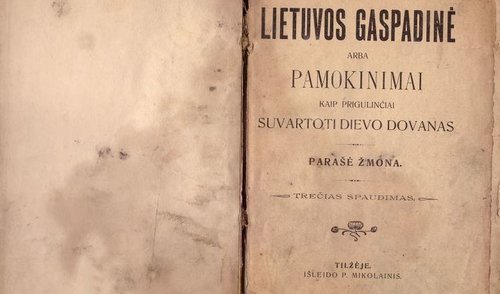 LIETUVOS GASPADINĖ
ARBA
PAMOKINIMAI
KAIP PRIGULINČIAI
SUVARTOTI DIEVO DOVANAS
PARAŠĖ ŽMONA.
TREČIAS SPAUDIMAS.
TILŽĖJE.
IŠLEIDO P. MIKOLAINIS.